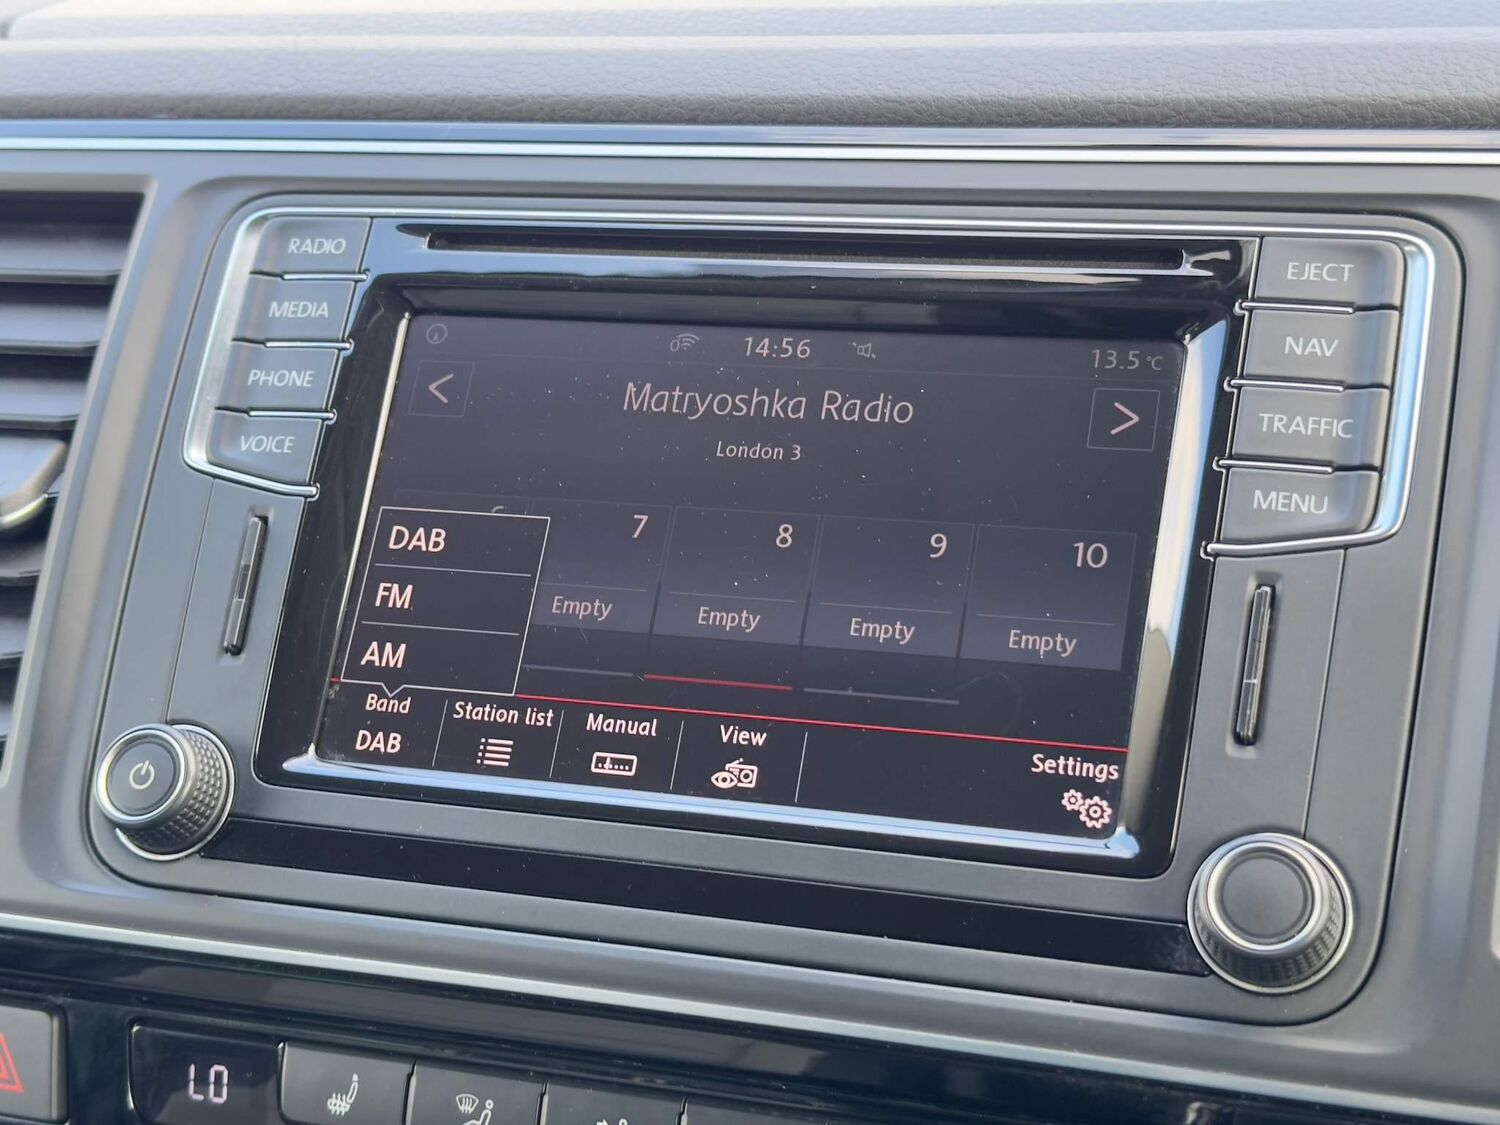 RADIO
MEDIA
PHONE
VOICE
EJECT
NAV
TRAFFIC
MENU
14:56
13.5 °C
<
Matryoshka Radio
>
London 3
6
7
8
9
10
Empty
Empty
Empty
Empty
DAB
FM
AM
Band
DAB
Station list
Manual
View
Settings
LO